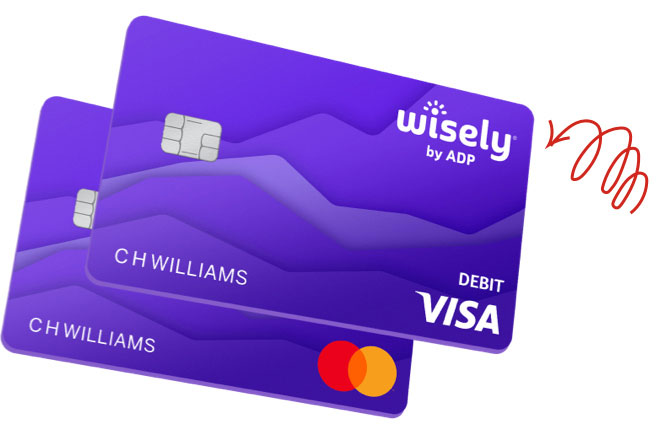 wisely®
by ADP
C H WILLIAMS
DEBIT
VISA
C H WILLIAMS